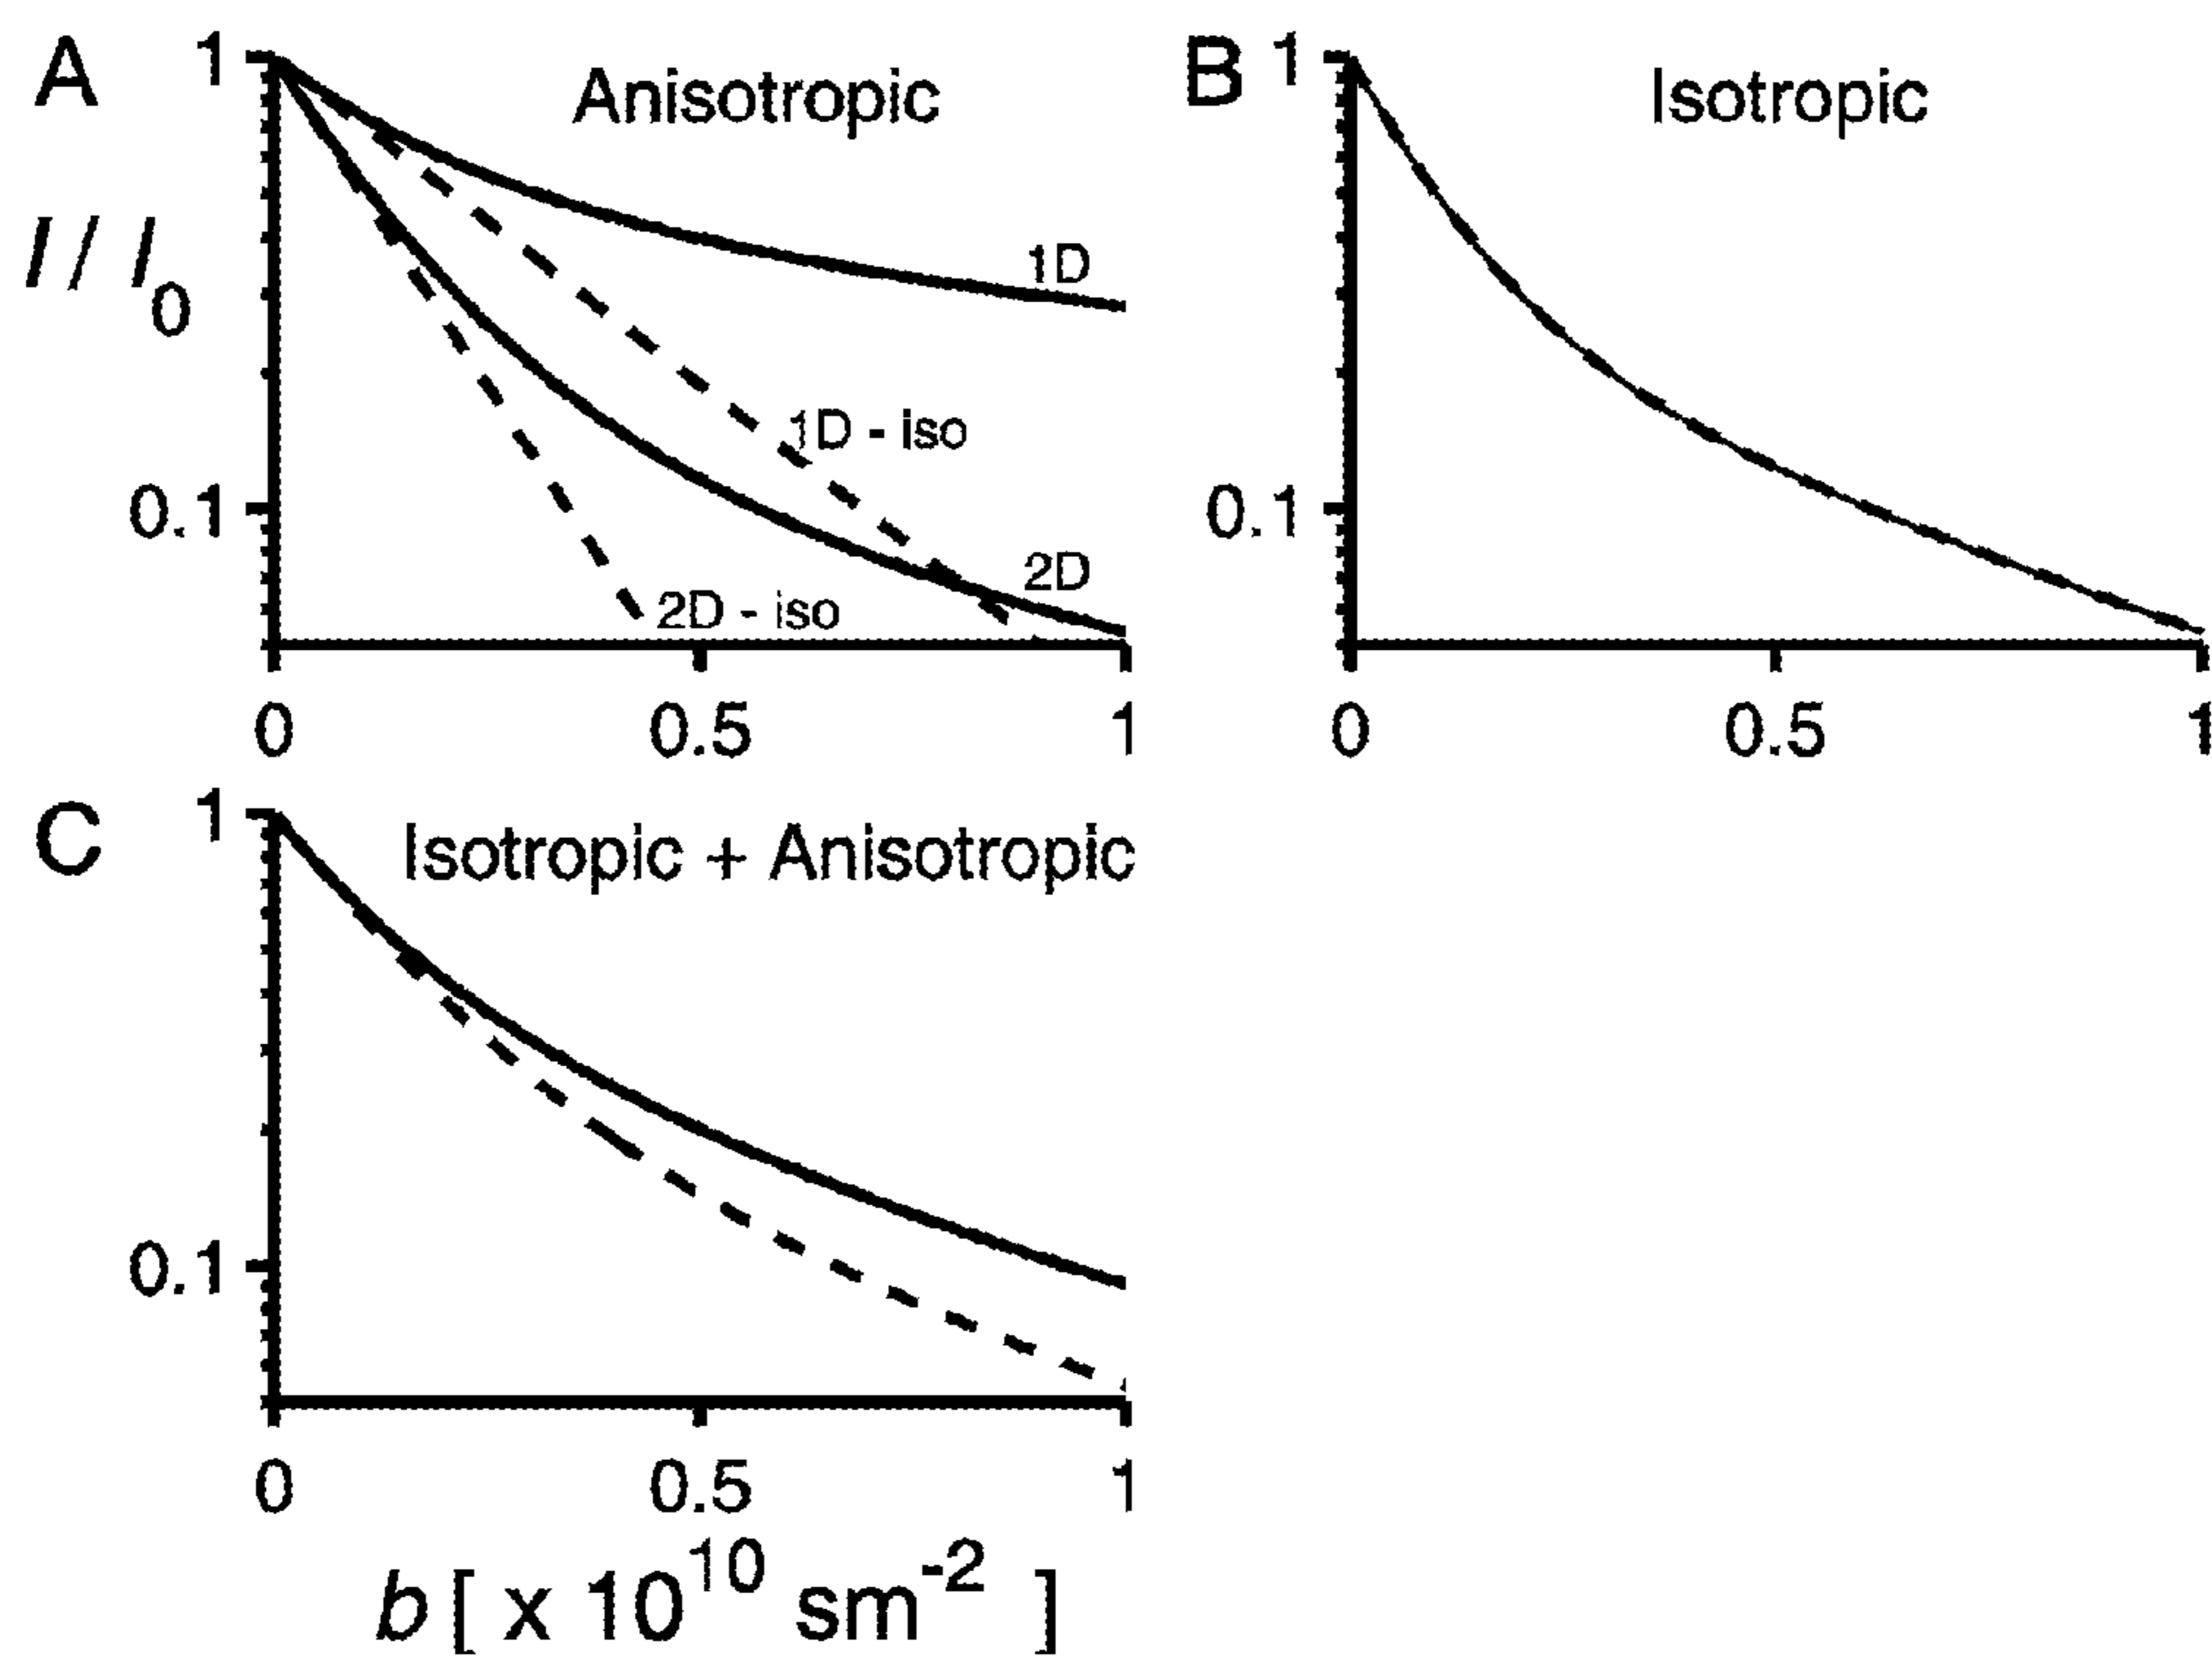 A
1
Anisotropic
I / I0
1D
1D - iso
0.1
2D
2D - iso
0
0.5
1
B
1
Isotropic
0.1
0
0.5
1
C
1
Isotropic + Anisotropic
0.1
0
0.5
1
b [ x 10^10 sm^-2 ]